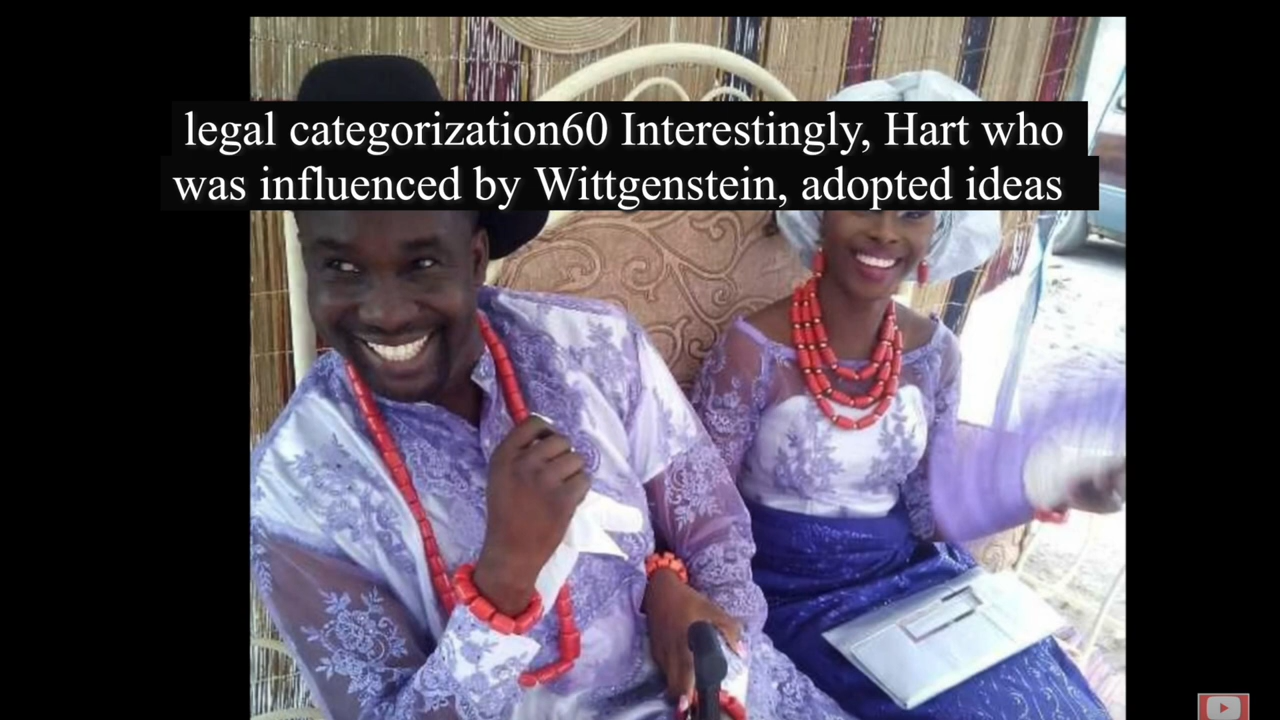 legal categorization60 Interestingly, Hart who
was influenced by Wittgenstein, adopted ideas